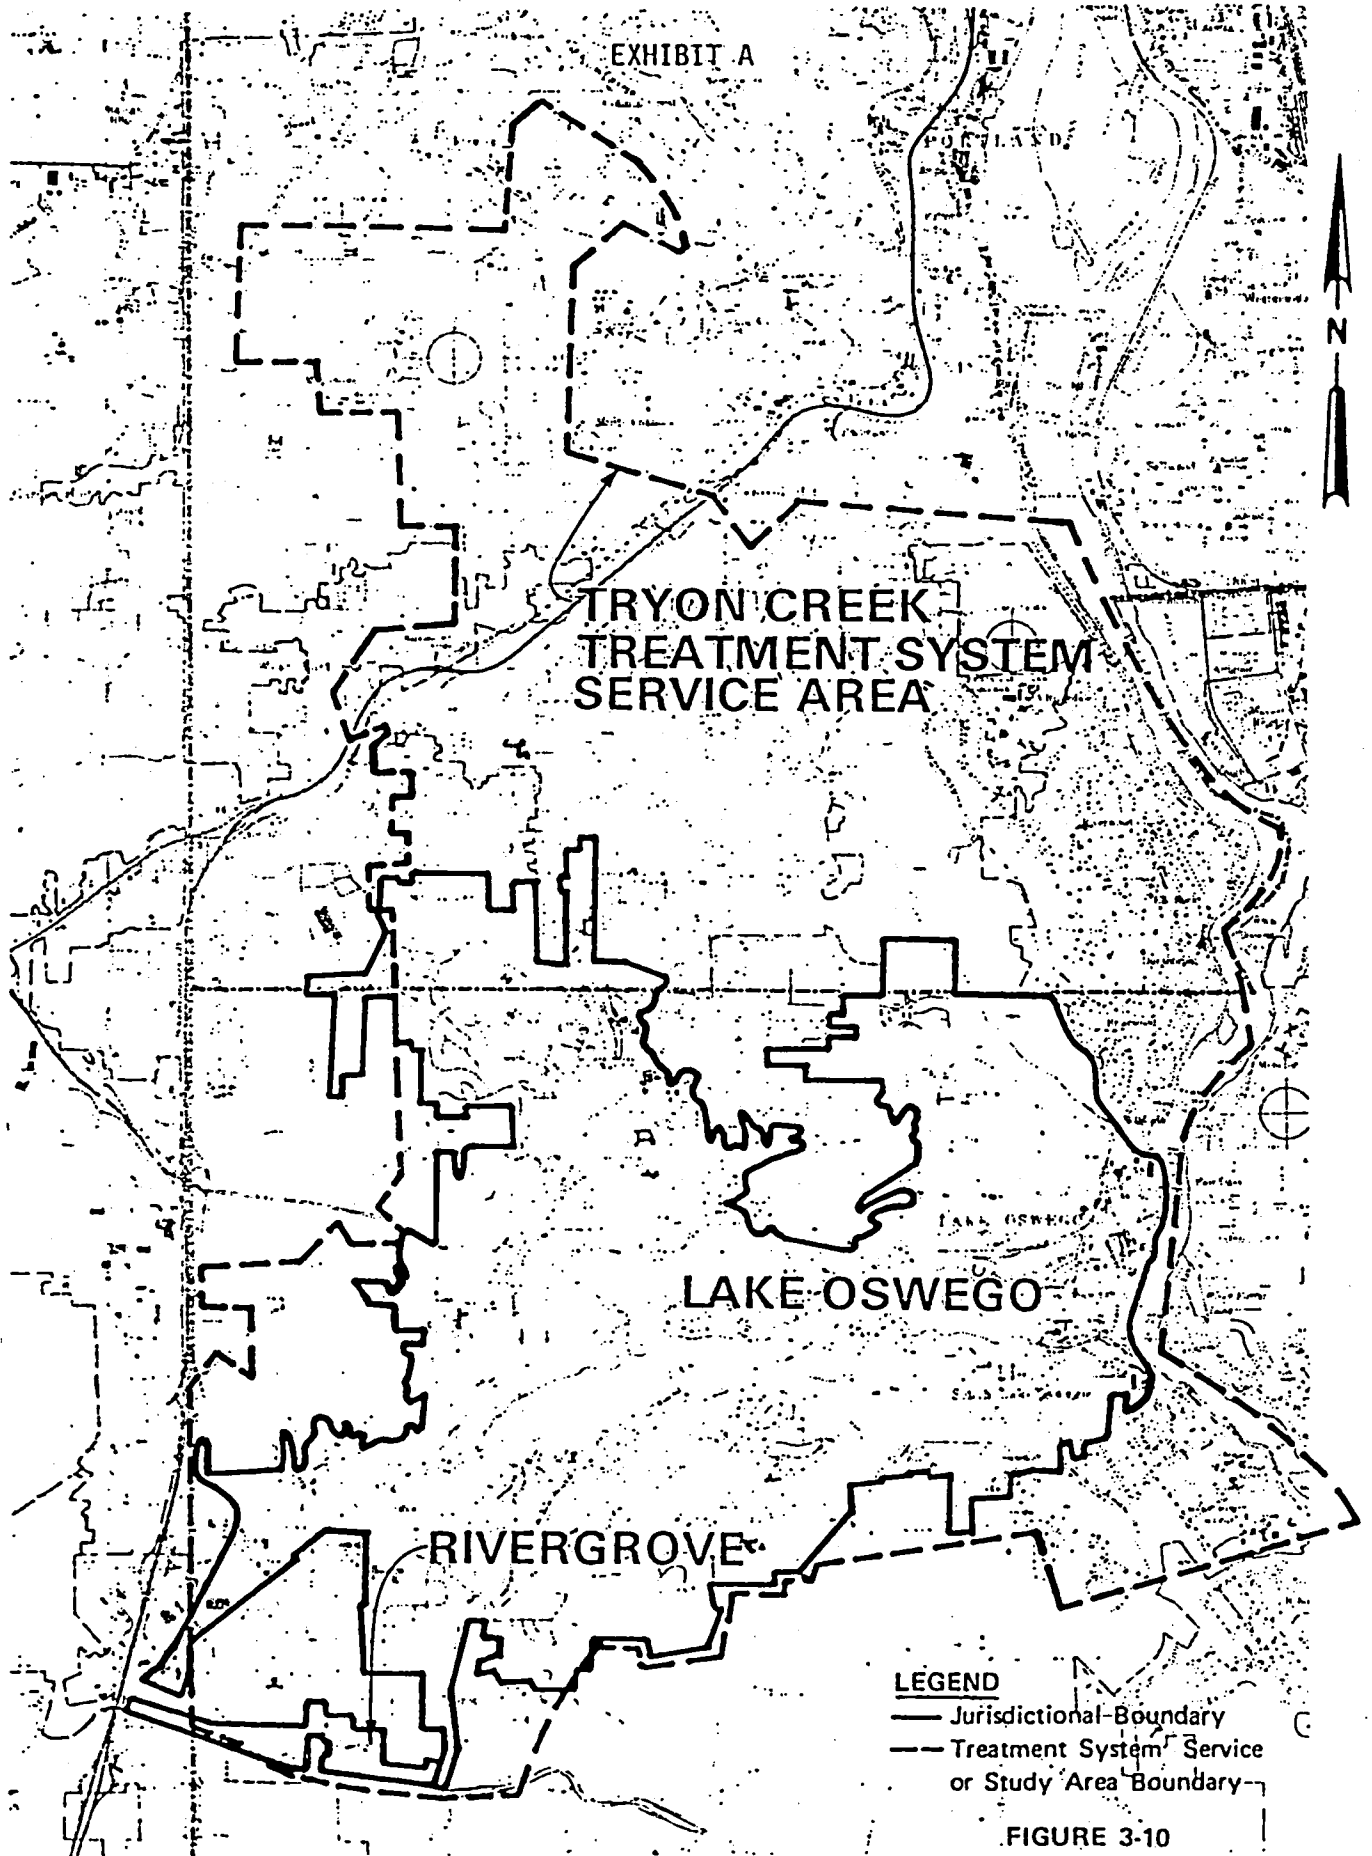 EXHIBIT A
PORTLAND
N
TRYON CREEK
TREATMENT SYSTEM
SERVICE AREA
LAKE OSWEGO
LAKE OSWEGO
RIVERGROVE
LEGEND
Jurisdictional Boundary
Treatment System Service
or Study Area Boundary
FIGURE 3-10